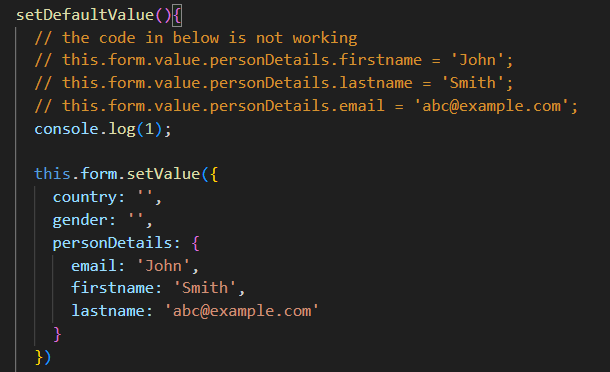 setDefaultValue(){
// the code in below is not working
// this.form.value.personDetails.firstname = 'John';
// this.form.value.personDetails.lastname = 'Smith';
// this.form.value.personDetails.email = 'abc@example.com';
console.log(1);
this.form.setValue({
country: '',
gender: '',
personDetails: {
email: 'John',
firstname: 'Smith',
lastname: 'abc@example.com'
}
})